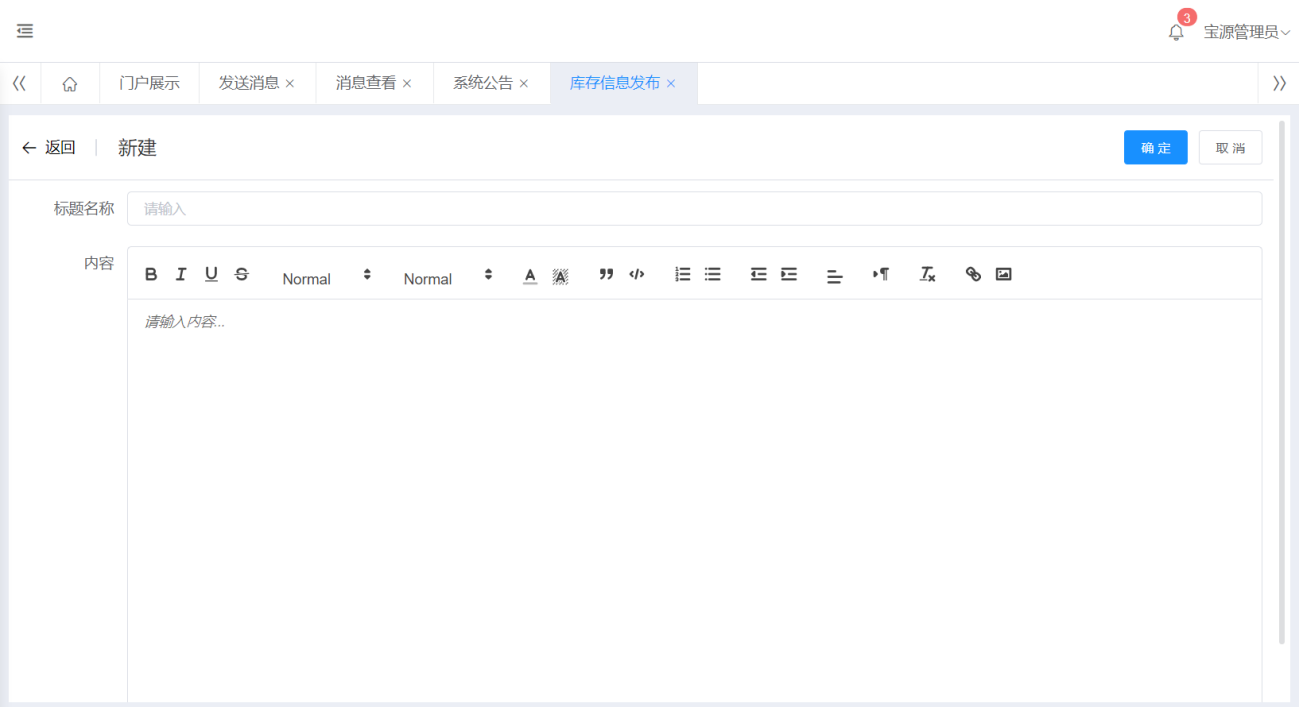 3
宝源管理员
门户展示 发送消息 消息查看 系统公告 库存信息发布
返回 新建 确 定 取 消
标题名称 请输入
内容 B I U S Normal Normal A A
请输入内容...